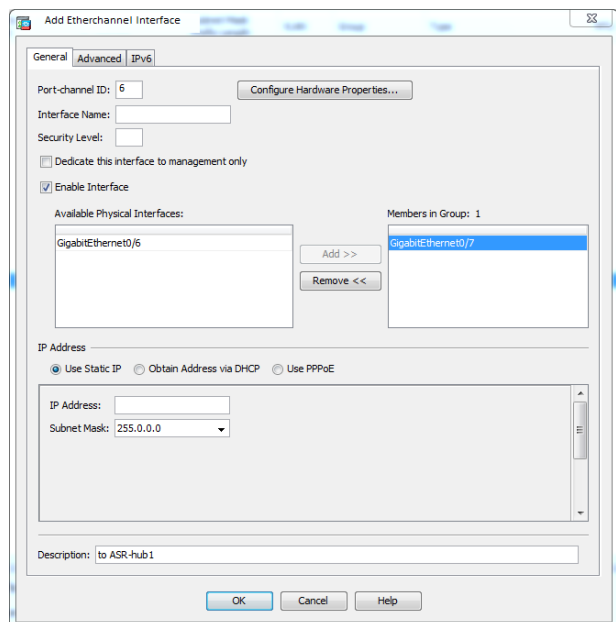 Add Etherchannel Interface
General Advanced IPv6
Port-channel ID: 6 Configure Hardware Properties...
Interface Name:
Security Level:
Dedicate this interface to management only
Enable Interface
Available Physical Interfaces: Members in Group: 1
GigabitEthernet0/6 Add >> GigabitEthernet0/7
Remove <<
IP Address
Use Static IP Obtain Address via DHCP Use PPPoE
IP Address:
Subnet Mask: 255.0.0.0
Description: to ASR-hub1
OK Cancel Help